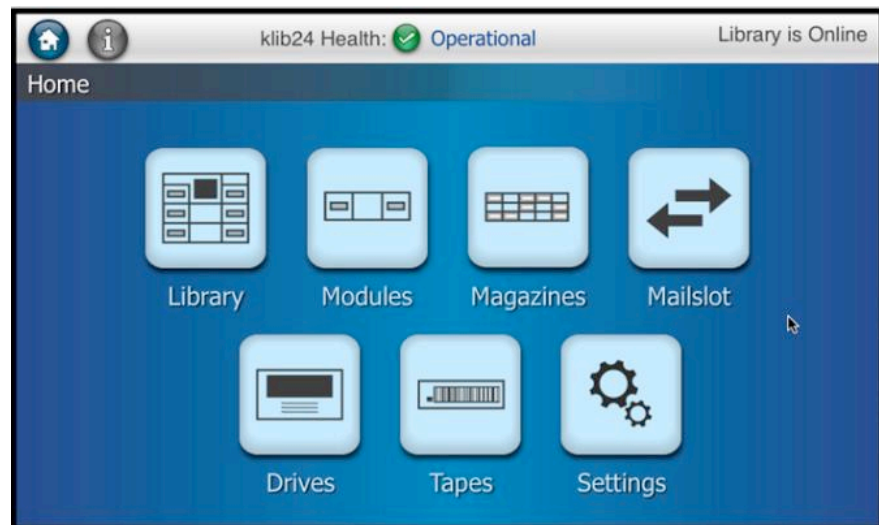 klib24 Health: Operational Library is Online
Home
Library Modules Magazines Mailslot
Drives Tapes Settings